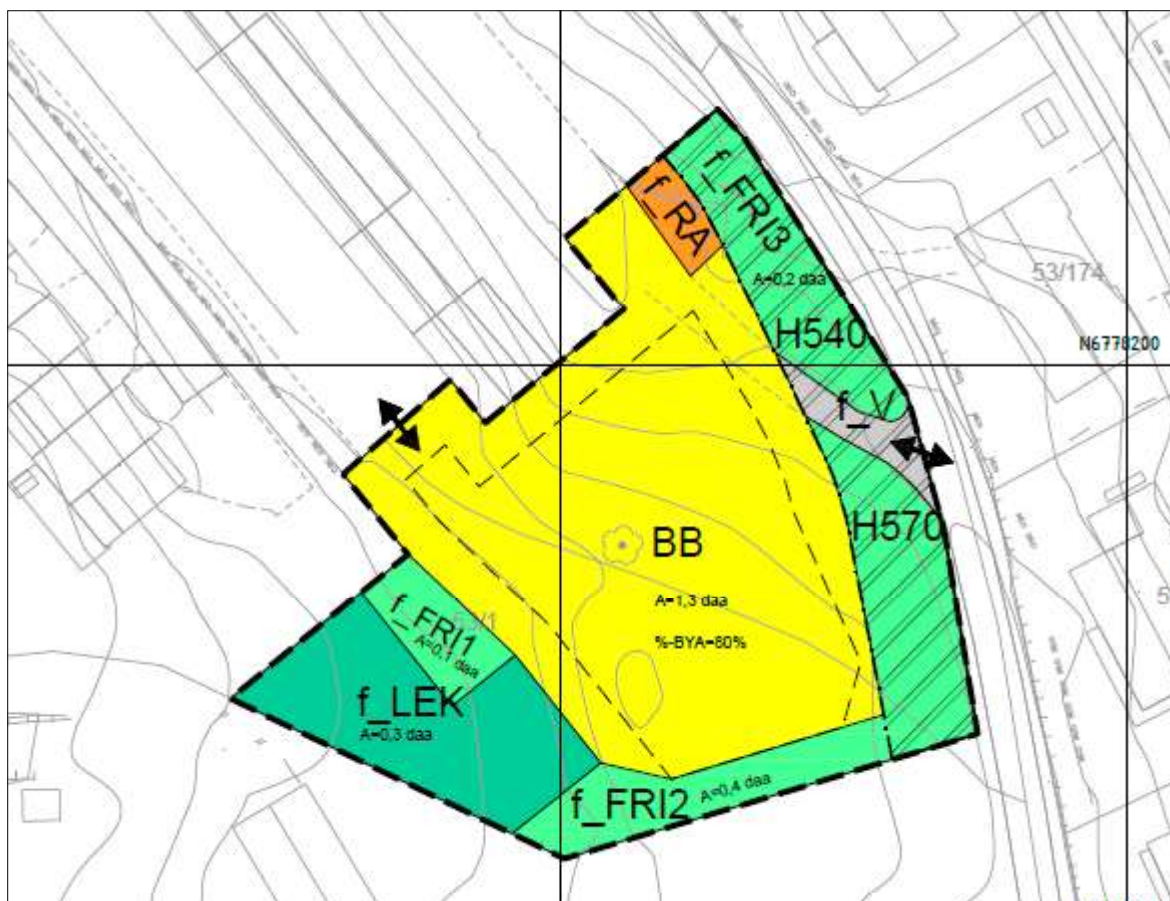 f_FRI3
f_RA
A=0,2 daa
53/174
H540
N6778200
f_V
H570
BB
A=1,3 daa
%-BYA=80%
f_FRI1
A=0.1 daa
f_LEK
A=0,3 daa
f_FRI2
A=0,4 daa